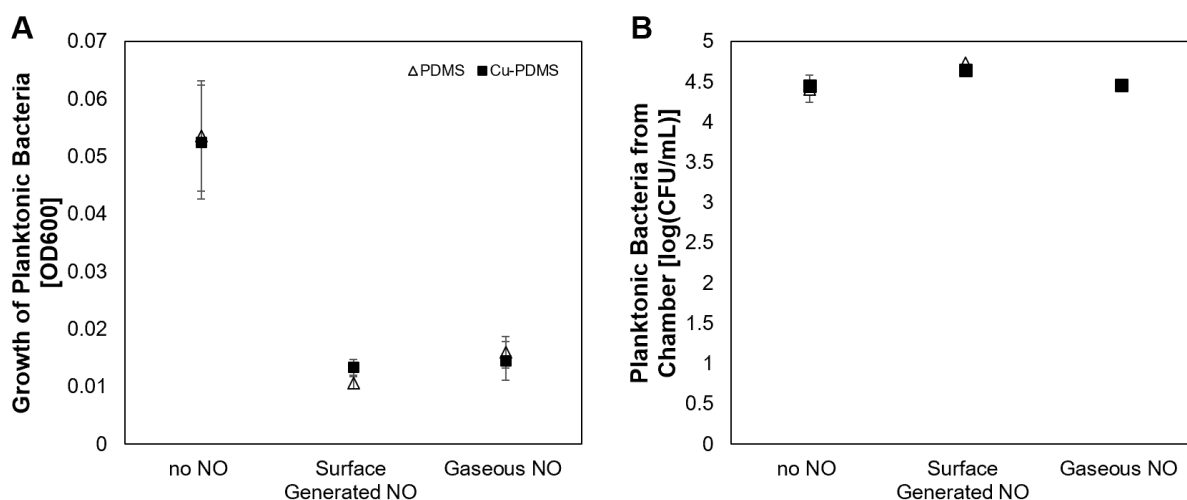 A
Growth of Planktonic Bacteria
[OD600]
0.07
0.06
0.05
0.04
0.03
0.02
0.01
0
PDMS Cu-PDMS
no NO
Surface
Generated NO
Gaseous NO
B
Planktonic Bacteria from
Chamber [log(CFU/mL)]
5
4.5
4
3.5
3
2.5
2
1.5
1
0.5
0
no NO
Surface
Generated NO
Gaseous NO